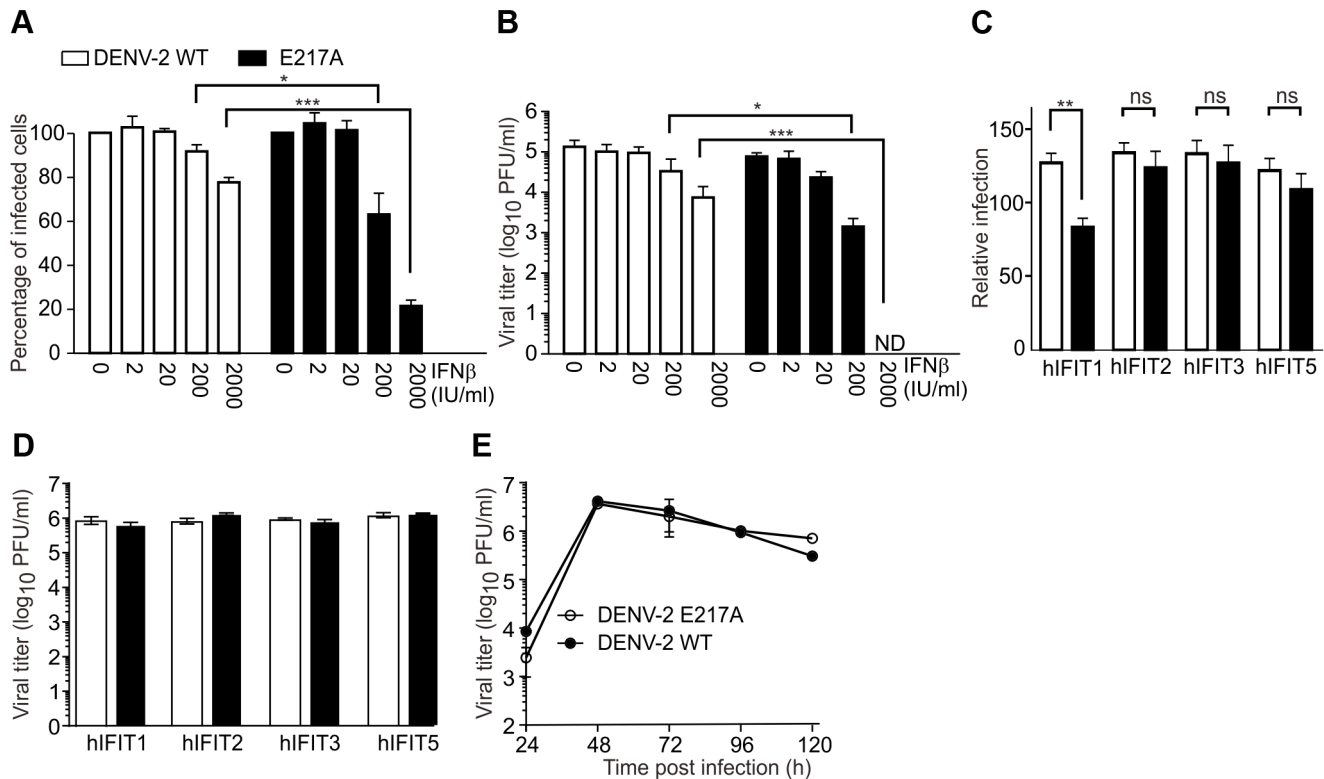 A
DENV-2 WT E217A
*
***
Percentage of infected cells
100
80
60
40
20
0
0 2 20 200 2000 0 2 20 200 2000 IFNβ
(IU/ml)
B
*
***
Viral titer (log10 PFU/ml)
6
5
4
3
2
1
0
ND
0 2 20 200 2000 0 2 20 200 2000 IFNβ
(IU/ml)
C
** ns ns ns
Relative infection
150
100
50
0
hIFIT1 hIFIT2 hIFIT3 hIFIT5
D
Viral titer (log10 PFU/ml)
7
6
5
4
3
2
1
0
hIFIT1 hIFIT2 hIFIT3 hIFIT5
E
Viral titer (log10 PFU/ml)
7
6
5
4
3
2
DENV-2 E217A
DENV-2 WT
24 48 72 96 120
Time post infection (h)